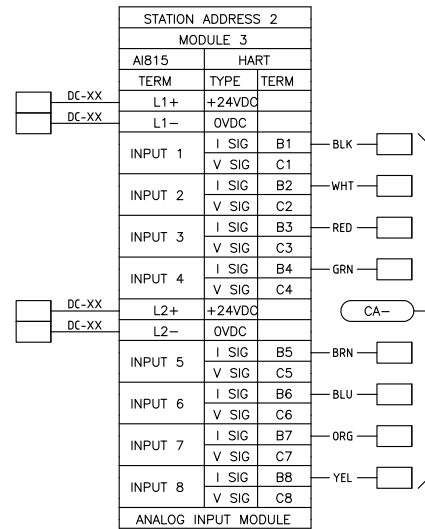 STATION ADDRESS 2
MODULE 3
AI815 HART
TERM TYPE TERM
DC-XX L1+ +24VDC
DC-XX L1- 0VDC
INPUT 1 I SIG B1 BLK
V SIG C1
INPUT 2 I SIG B2 WHT
V SIG C2
INPUT 3 I SIG B3 RED
V SIG C3
INPUT 4 I SIG B4 GRN
V SIG C4
DC-XX L2+ +24VDC CA-
DC-XX L2- 0VDC
INPUT 5 I SIG B5 BRN
V SIG C5
INPUT 6 I SIG B6 BLU
V SIG C6
INPUT 7 I SIG B7 ORG
V SIG C7
INPUT 8 I SIG B8 YEL
V SIG C8
ANALOG INPUT MODULE